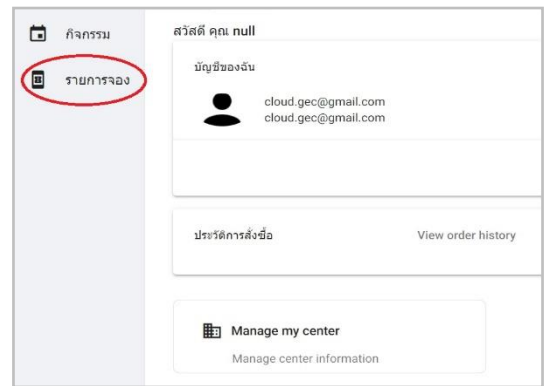 กิจกรรม
รายการจอง
สวัสดี คุณ null
บัญชีของฉัน
cloud.gec@gmail.com
cloud.gec@gmail.com
ประวัติการสั่งซื้อ
View order history
Manage my center
Manage center information